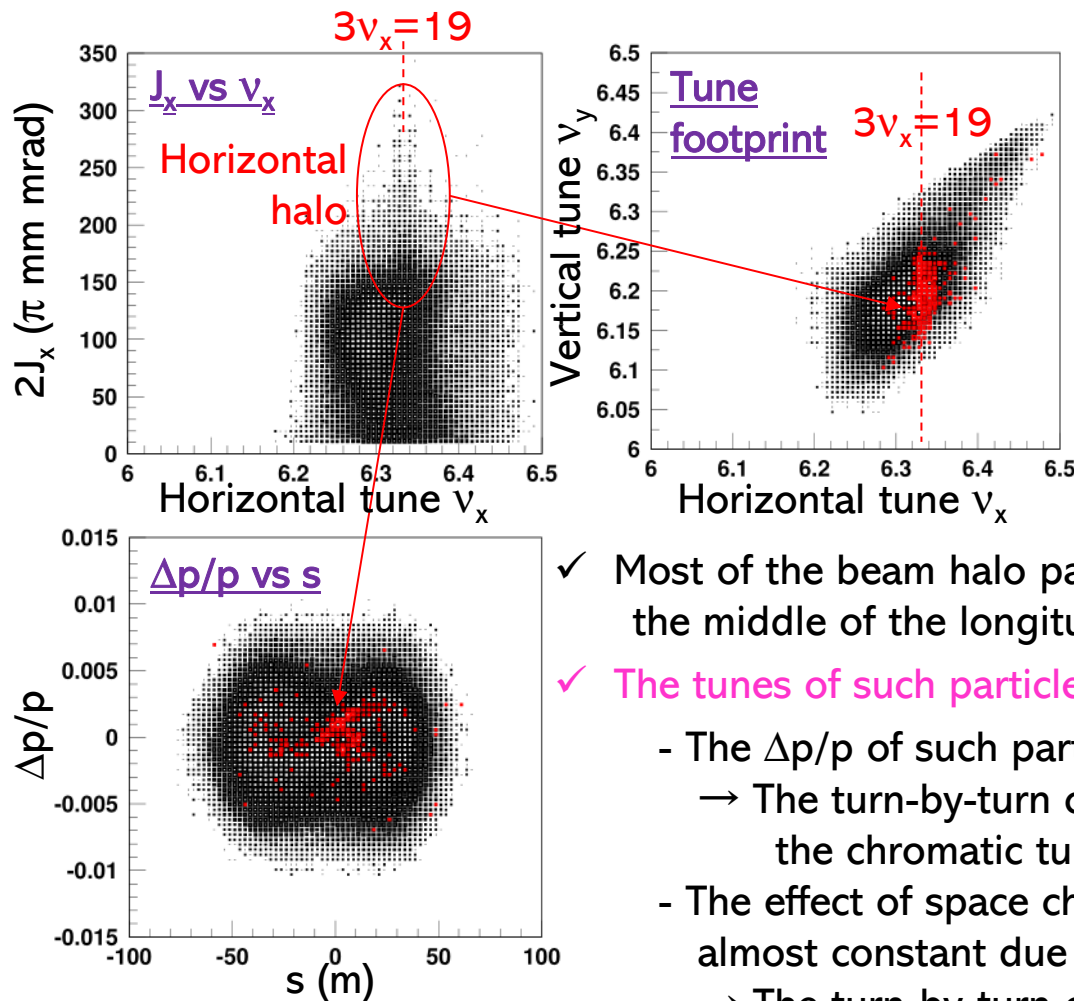 3νx=19
Jx vs νx
Horizontal
halo
2Jx (π mm mrad)
350
300
250
200
150
100
50
0
6
6.1
6.2
6.3
6.4
6.5
Horizontal tune νx
Tune
footprint
3νx=19
Vertical tune νy
6.5
6.45
6.4
6.35
6.3
6.25
6.2
6.15
6.1
6.05
6
6
6.1
6.2
6.3
6.4
6.5
Horizontal tune νx
Δp/p vs s
Δp/p
0.015
0.01
0.005
0
-0.005
-0.01
-0.015
-100
-50
0
50
100
s (m)
✓ Most of the beam halo pa
the middle of the longitu
✓ The tunes of such particle
- The Δp/p of such part
→ The turn-by-turn
the chromatic tu
- The effect of space ch
almost constant due
→ The turn-by-turn